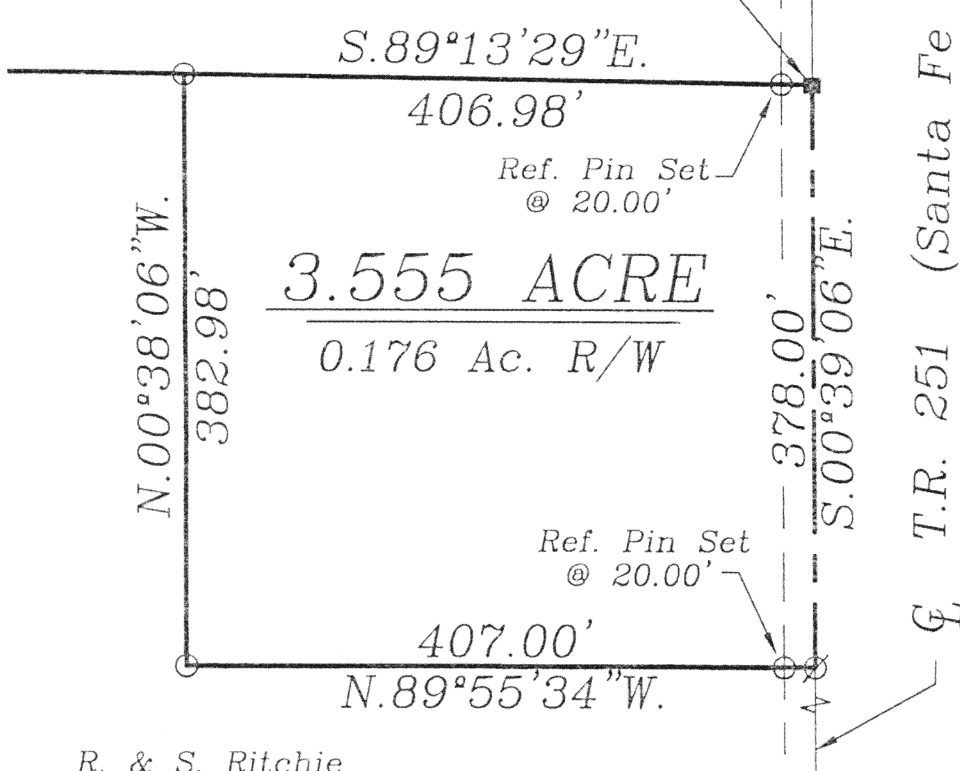 S.89°13'29"E.
406.98'
Ref. Pin Set
@ 20.00'
N.00°38'06"W.
382.98'
3.555 ACRE
0.176 Ac. R/W
378.00'
S.00°39'06"E.
℄ T.R. 251 (Santa Fe
Ref. Pin Set
@ 20.00'
407.00'
N.89°55'34"W.
R. & S. Ritchie